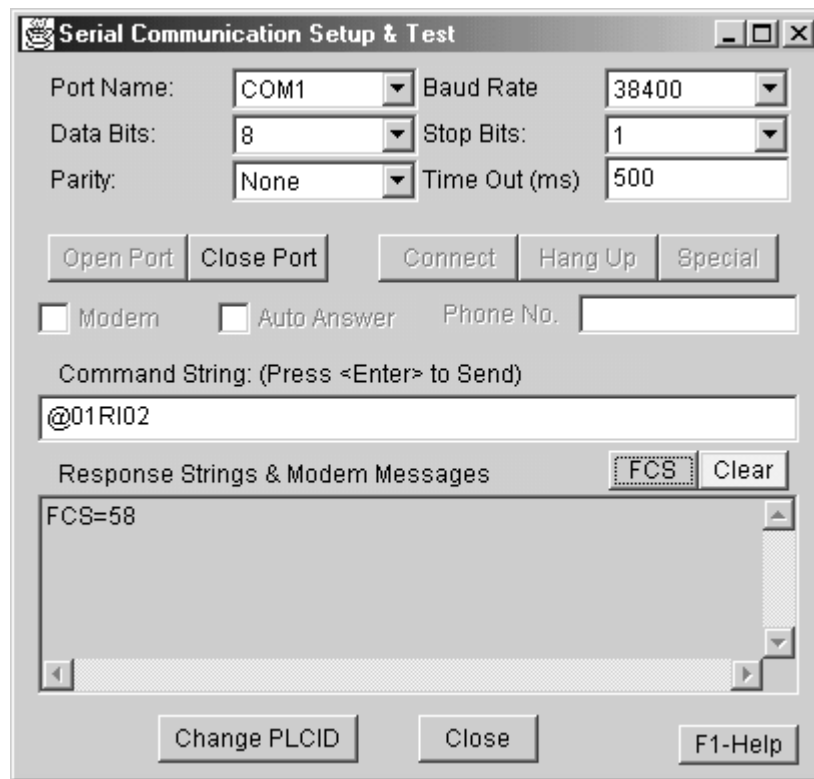 Serial Communication Setup & Test
Port Name: COM1 Baud Rate 38400
Data Bits: 8 Stop Bits: 1
Parity: None Time Out (ms) 500
Open Port Close Port Connect Hang Up Special
Modem Auto Answer Phone No.
Command String: (Press <Enter> to Send)
@01RI02
Response Strings & Modem Messages FCS Clear
FCS=58
Change PLCID Close F1-Help